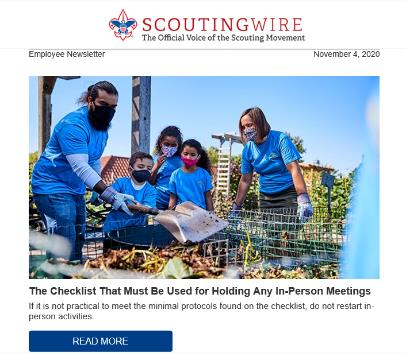 SCOUTINGWIRE
The Official Voice of the Scouting Movement
Employee Newsletter
November 4, 2020
The Checklist That Must Be Used for Holding Any In-Person Meetings
If it is not practical to meet the minimal protocols found on the checklist, do not restart in-
person activities.
READ MORE